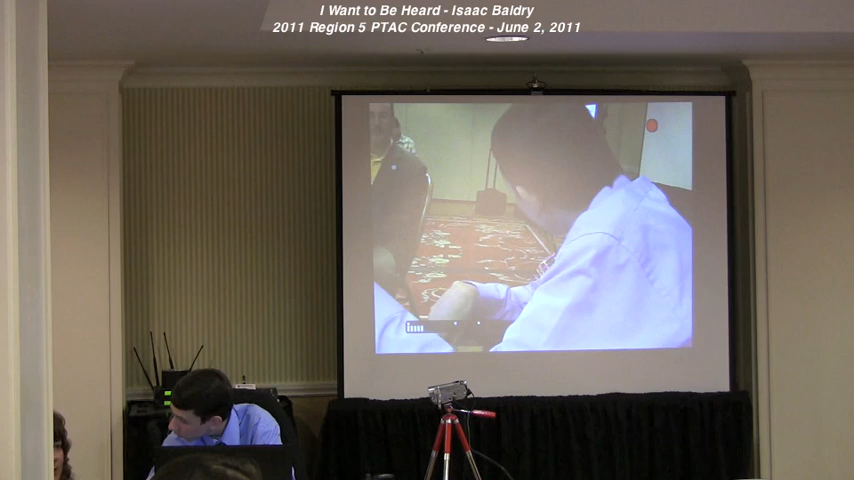 I Want to Be Heard - Isaac Baldry
2011 Region 5 PTAC Conference - June 2, 2011